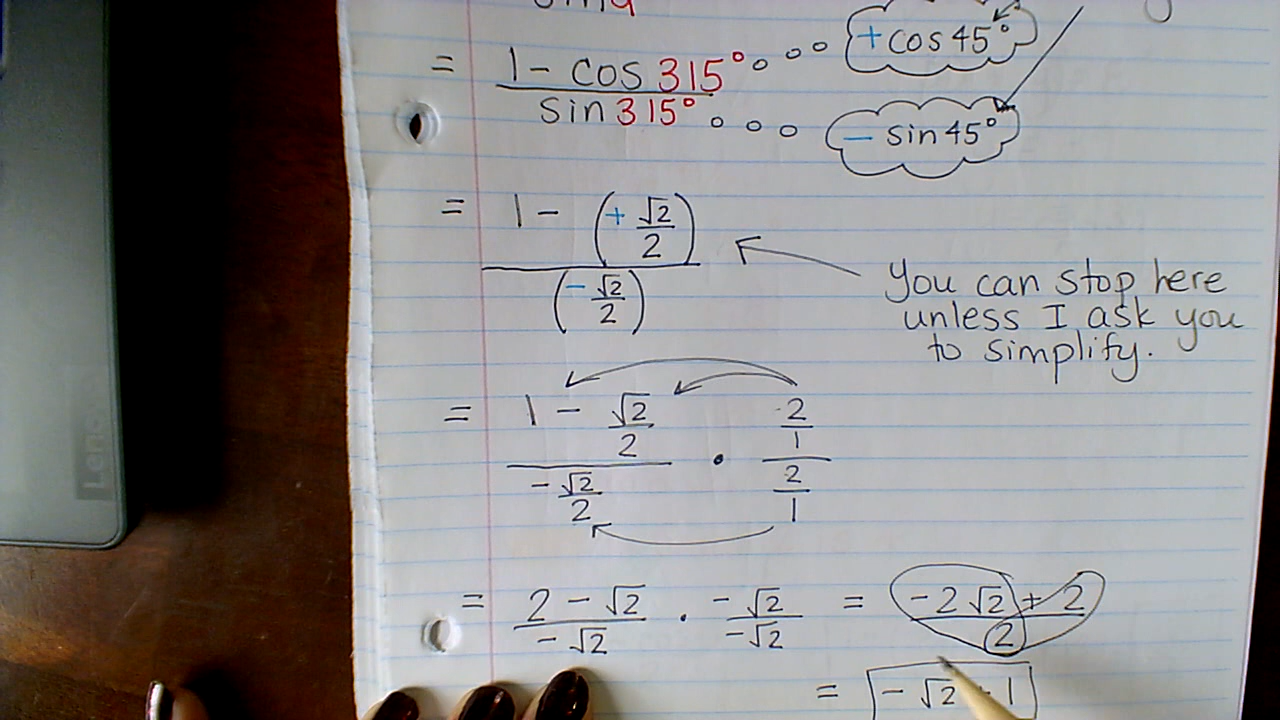 = 1 - cos 315° + cos 45°
sin 315° - sin 45°
= 1 - (+ √2/2)
(- √2/2)
You can stop here
unless I ask you
to simplify.
= 1 - √2/2 · 2/1
- √2/2 2/1
= 2 - √2 · - √2 = - 2√2 + 2
- √2 - √2 2
= - √2 + 1
Lenovo